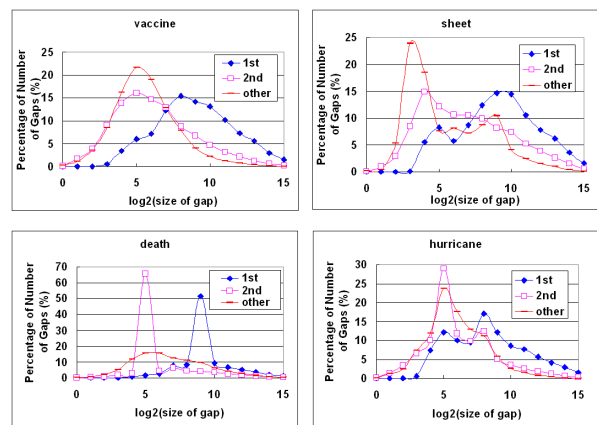 vaccine
Percentage of Number
of Gaps (%)
25
20
15
10
5
0
0 5 10 15
log2(size of gap)
1st
2nd
other
sheet
Percentage of Number
of Gaps (%)
25
20
15
10
5
0
0 5 10 15
log2(size of gap)
1st
2nd
other
death
Percentage of Number
of Gaps (%)
70
60
50
40
30
20
10
0
0 5 10 15
log2(size of gap)
1st
2nd
other
hurricane
Percentage of Number
of Gaps (%)
30
25
20
15
10
5
0
0 5 10 15
log2(size of gap)
1st
2nd
other